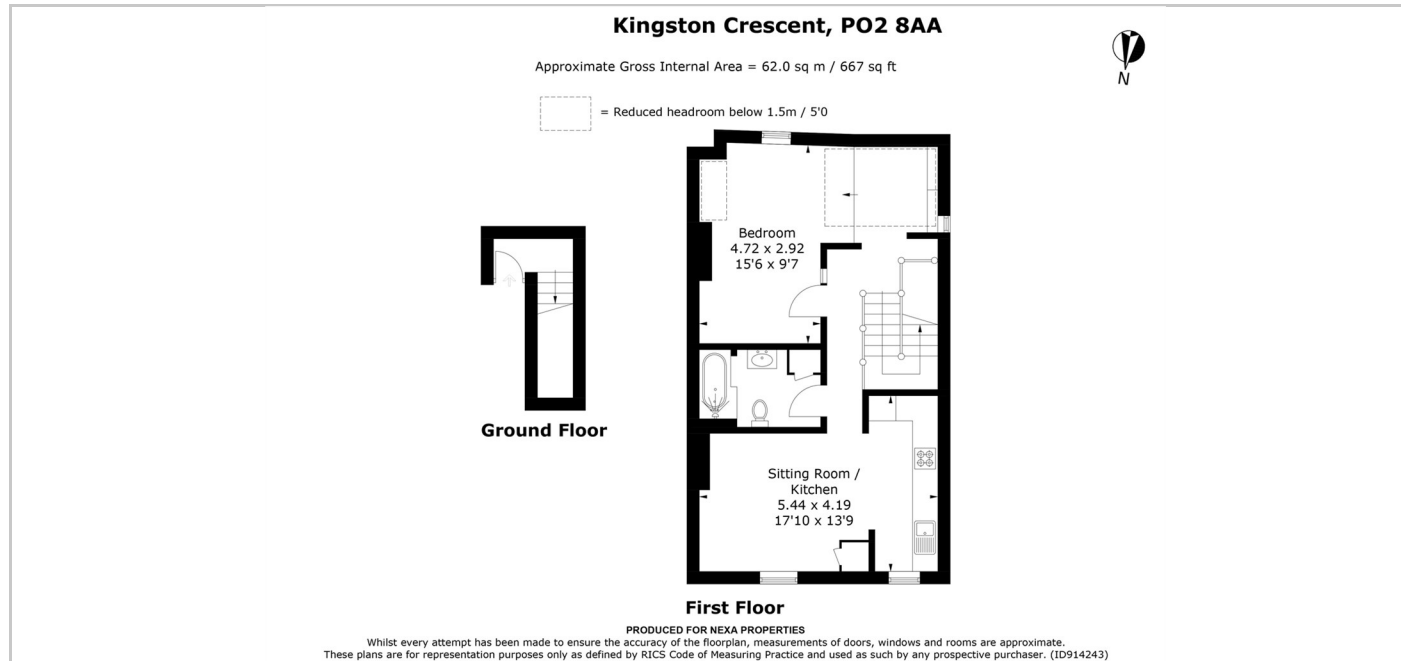 Kingston Crescent, PO2 8AA
Approximate Gross Internal Area = 62.0 sq m / 667 sq ft
N
= Reduced headroom below 1.5m / 5'0
Bedroom
4.72 x 2.92
15'6 x 9'7
Ground Floor
Sitting Room /
Kitchen
5.44 x 4.19
17'10 x 13'9
First Floor
PRODUCED FOR NEXA PROPERTIES
Whilst every attempt has been made to ensure the accuracy of the floorplan, measurements of doors, windows and rooms are approximate.
These plans are for representation purposes only as defined by RICS Code of Measuring Practice and used as such by any prospective purchaser. (ID914243)